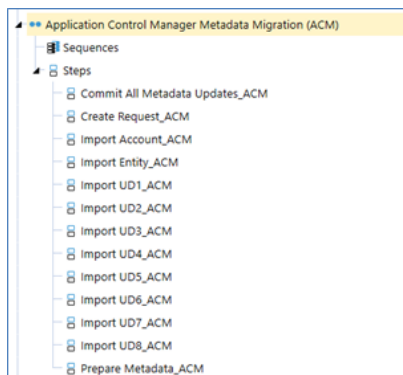 Application Control Manager Metadata Migration (ACM)
Sequences
Steps
Commit All Metadata Updates_ACM
Create Request_ACM
Import Account_ACM
Import Entity_ACM
Import UD1_ACM
Import UD2_ACM
Import UD3_ACM
Import UD4_ACM
Import UD5_ACM
Import UD6_ACM
Import UD7_ACM
Import UD8_ACM
Prepare Metadata_ACM